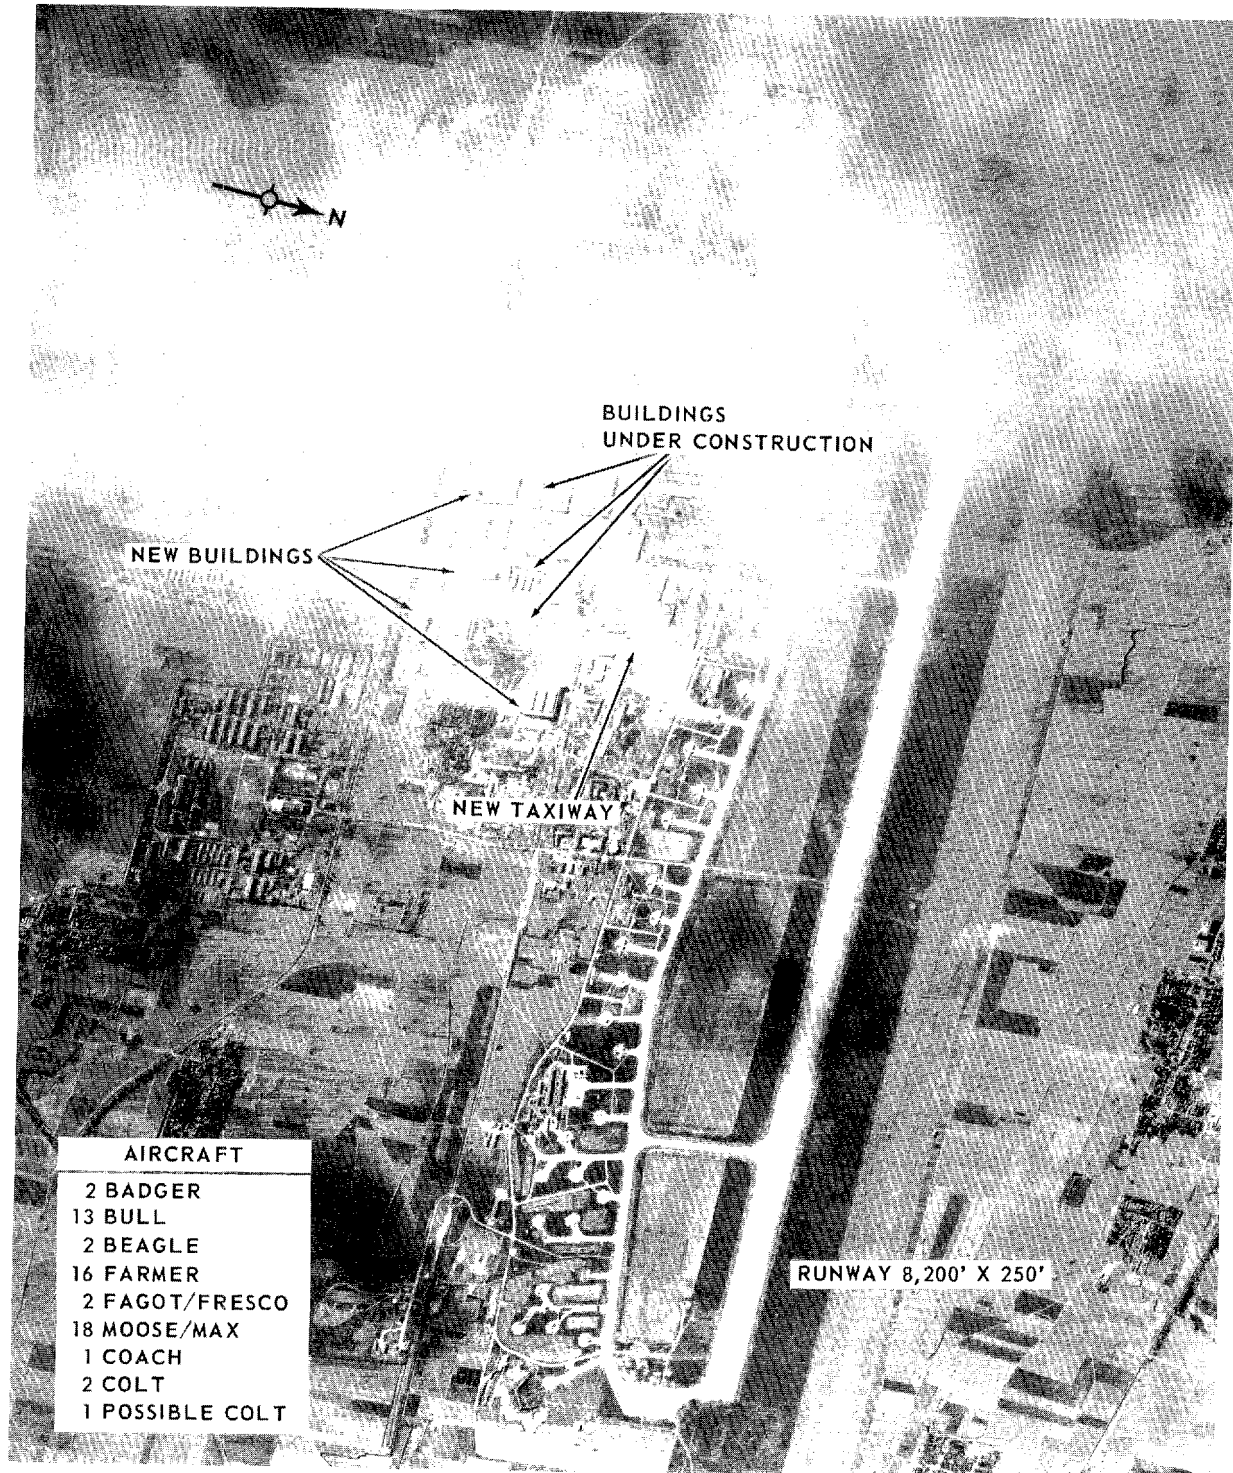 N
BUILDINGS
UNDER CONSTRUCTION
NEW BUILDINGS
NEW TAXIWAY
AIRCRAFT
2 BADGER
13 BULL
2 BEAGLE
16 FARMER
2 FAGOT/FRESCO
18 MOOSE/MAX
1 COACH
2 COLT
1 POSSIBLE COLT
RUNWAY 8,200' X 250'